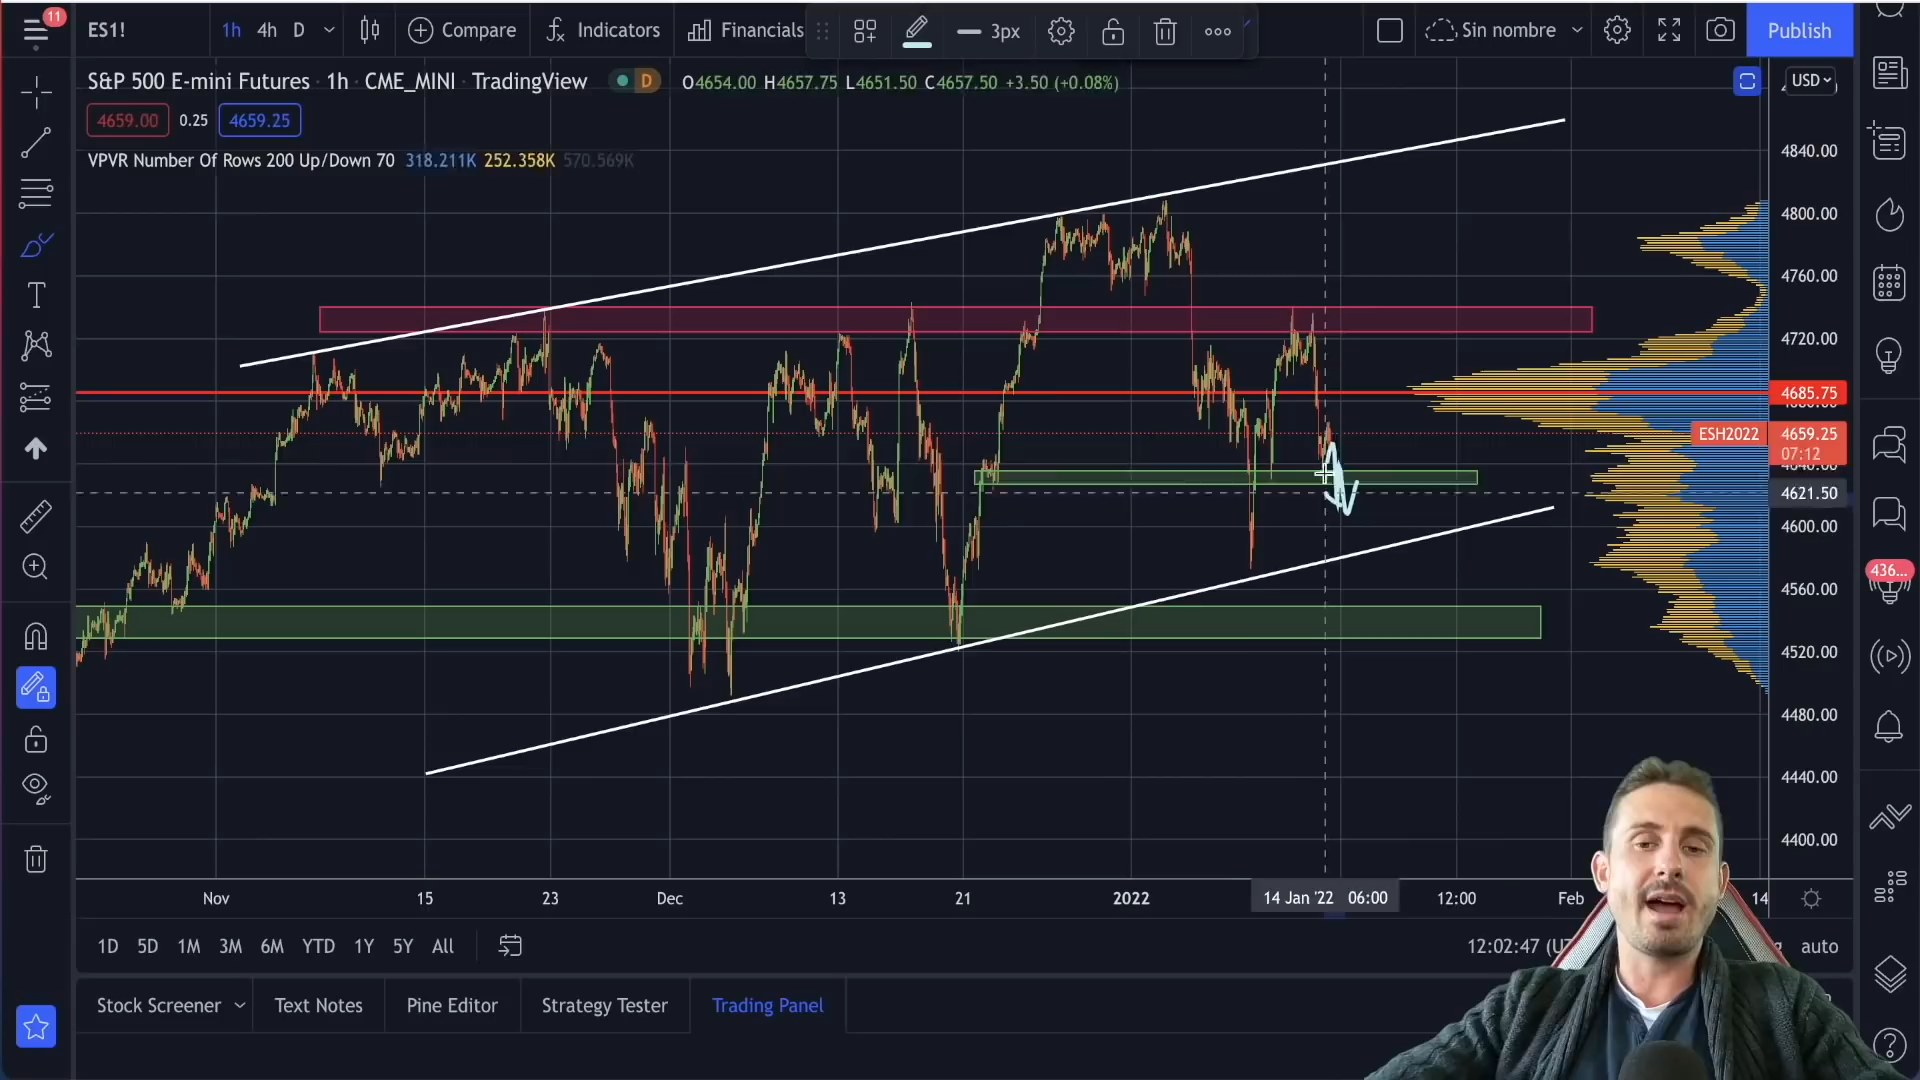 11
ES1!
1h 4h D
Compare
Indicators
Financials
3px
Sin nombre
Publish
S&P 500 E-mini Futures · 1h · CME_MINI · TradingView
D
O4654.00 H4657.75 L4651.50 C4657.50 +3.50 (+0.08%)
USD
4659.00 0.25 4659.25
VPVR Number Of Rows 200 Up/Down 70 318.211K 252.358K 570.569K
4840.00
4800.00
4760.00
4720.00
4685.75
ESH2022 4659.25
07:12
4621.50
4600.00
4560.00
4520.00
4480.00
4440.00
4400.00
436...
Nov 15 23 Dec 13 21 2022 14 Jan '22 06:00 12:00 Feb 14
1D 5D 1M 3M 6M YTD 1Y 5Y All
12:02:47 (UT
auto
Stock Screener
Text Notes
Pine Editor
Strategy Tester
Trading Panel